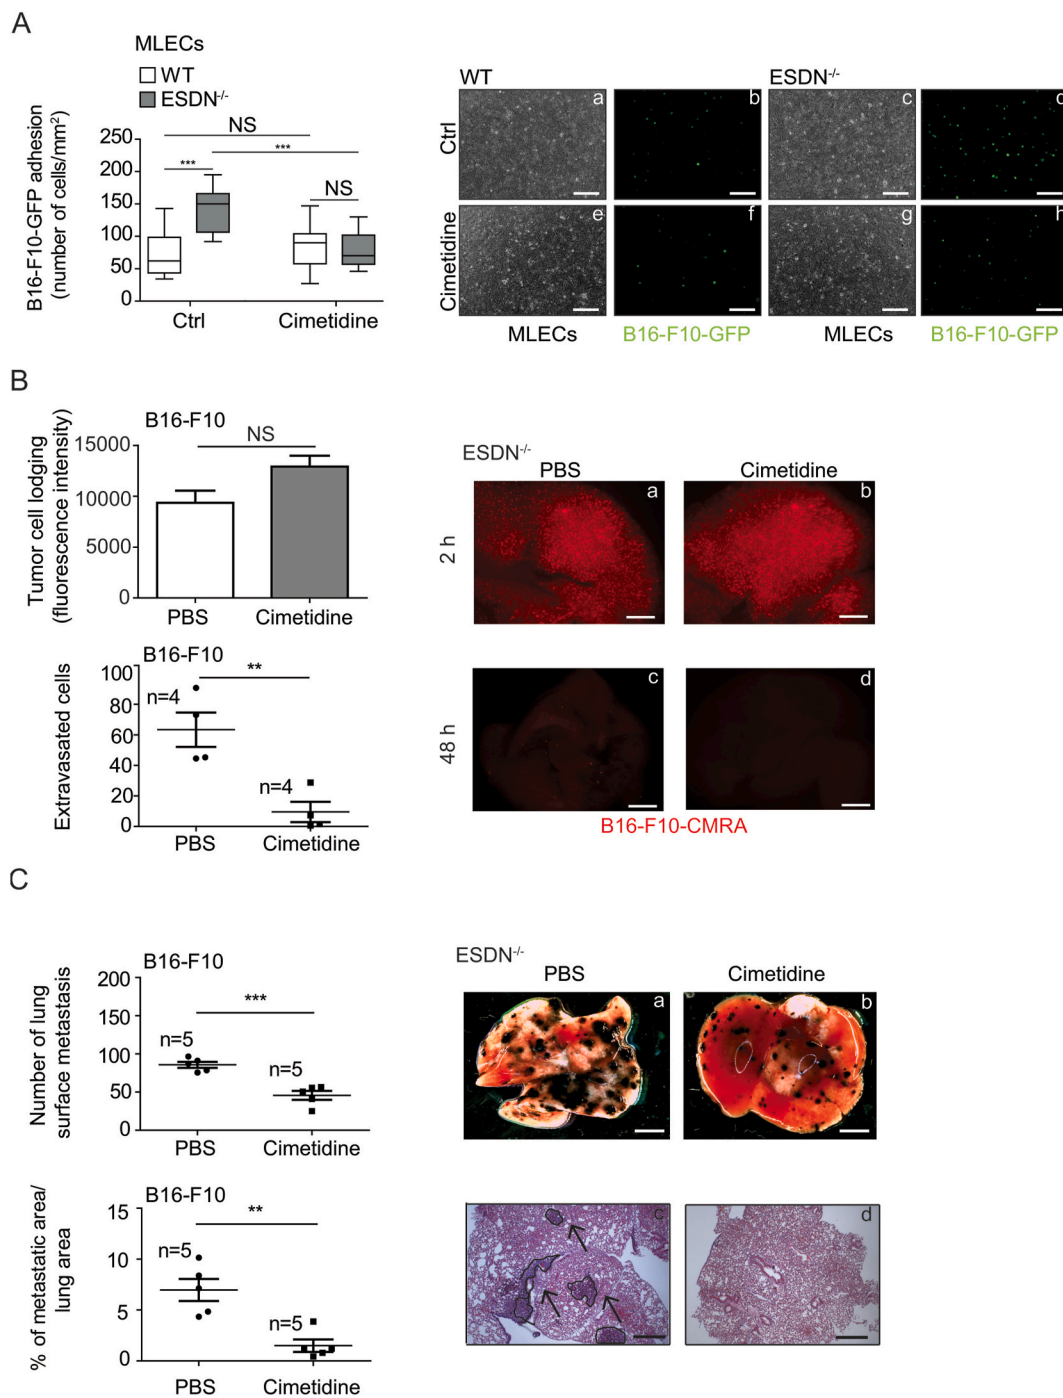 A
MLECs
WT
ESDN-/-
B16-F10-GFP adhesion
(number of cells/mm²)
250
200
150
100
50
0
NS
***
***
NS
Ctrl
Cimetidine
WT
ESDN-/-
Ctrl
a
b
c
d
Cimetidine
e
f
g
h
MLECs
B16-F10-GFP
MLECs
B16-F10-GFP
B
B16-F10
Tumor cell lodging
(fluorescence intensity)
15000
10000
5000
0
NS
PBS
Cimetidine
B16-F10
Extravasated cells
100
80
60
40
20
0
**
n=4
n=4
PBS
Cimetidine
ESDN-/-
PBS
Cimetidine
2 h
a
b
48 h
c
d
B16-F10-CMRA
C
B16-F10
Number of lung
surface metastasis
200
150
100
50
0
***
n=5
n=5
PBS
Cimetidine
B16-F10
% of metastatic area/
lung area
15
10
5
0
**
n=5
n=5
PBS
Cimetidine
ESDN-/-
PBS
Cimetidine
a
b
c
d